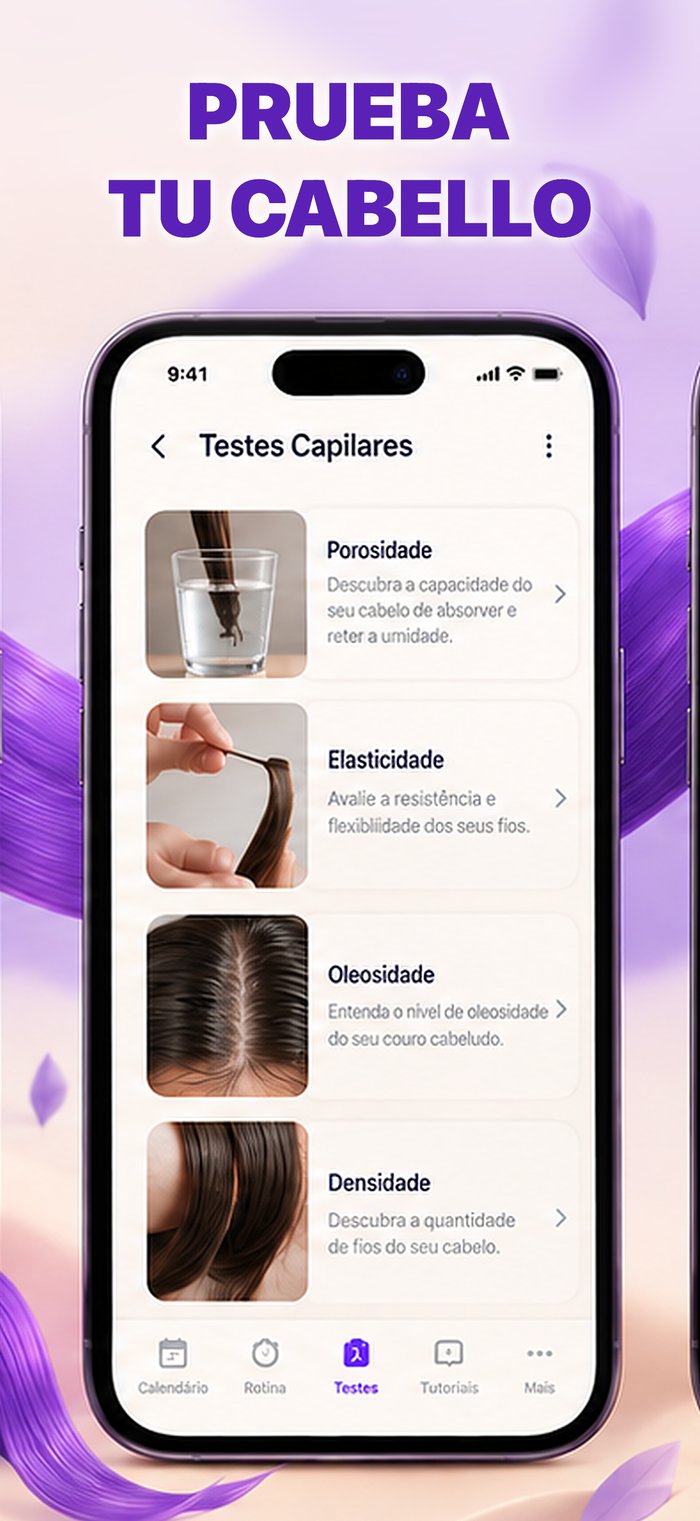 PRUEBA
TU CABELLO
9:41
Testes Capilares
Porosidade
Descubra a capacidade do
seu cabelo de absorver e
reter a umidade.
Elasticidade
Avalie a resistência e
flexibilidade dos seus fios.
Oleosidade
Entenda o nível de oleosidade
do seu couro cabeludo.
Densidade
Descubra a quantidade
de fios do seu cabelo.
Calendário
Rotina
Testes
Tutoriais
Mais